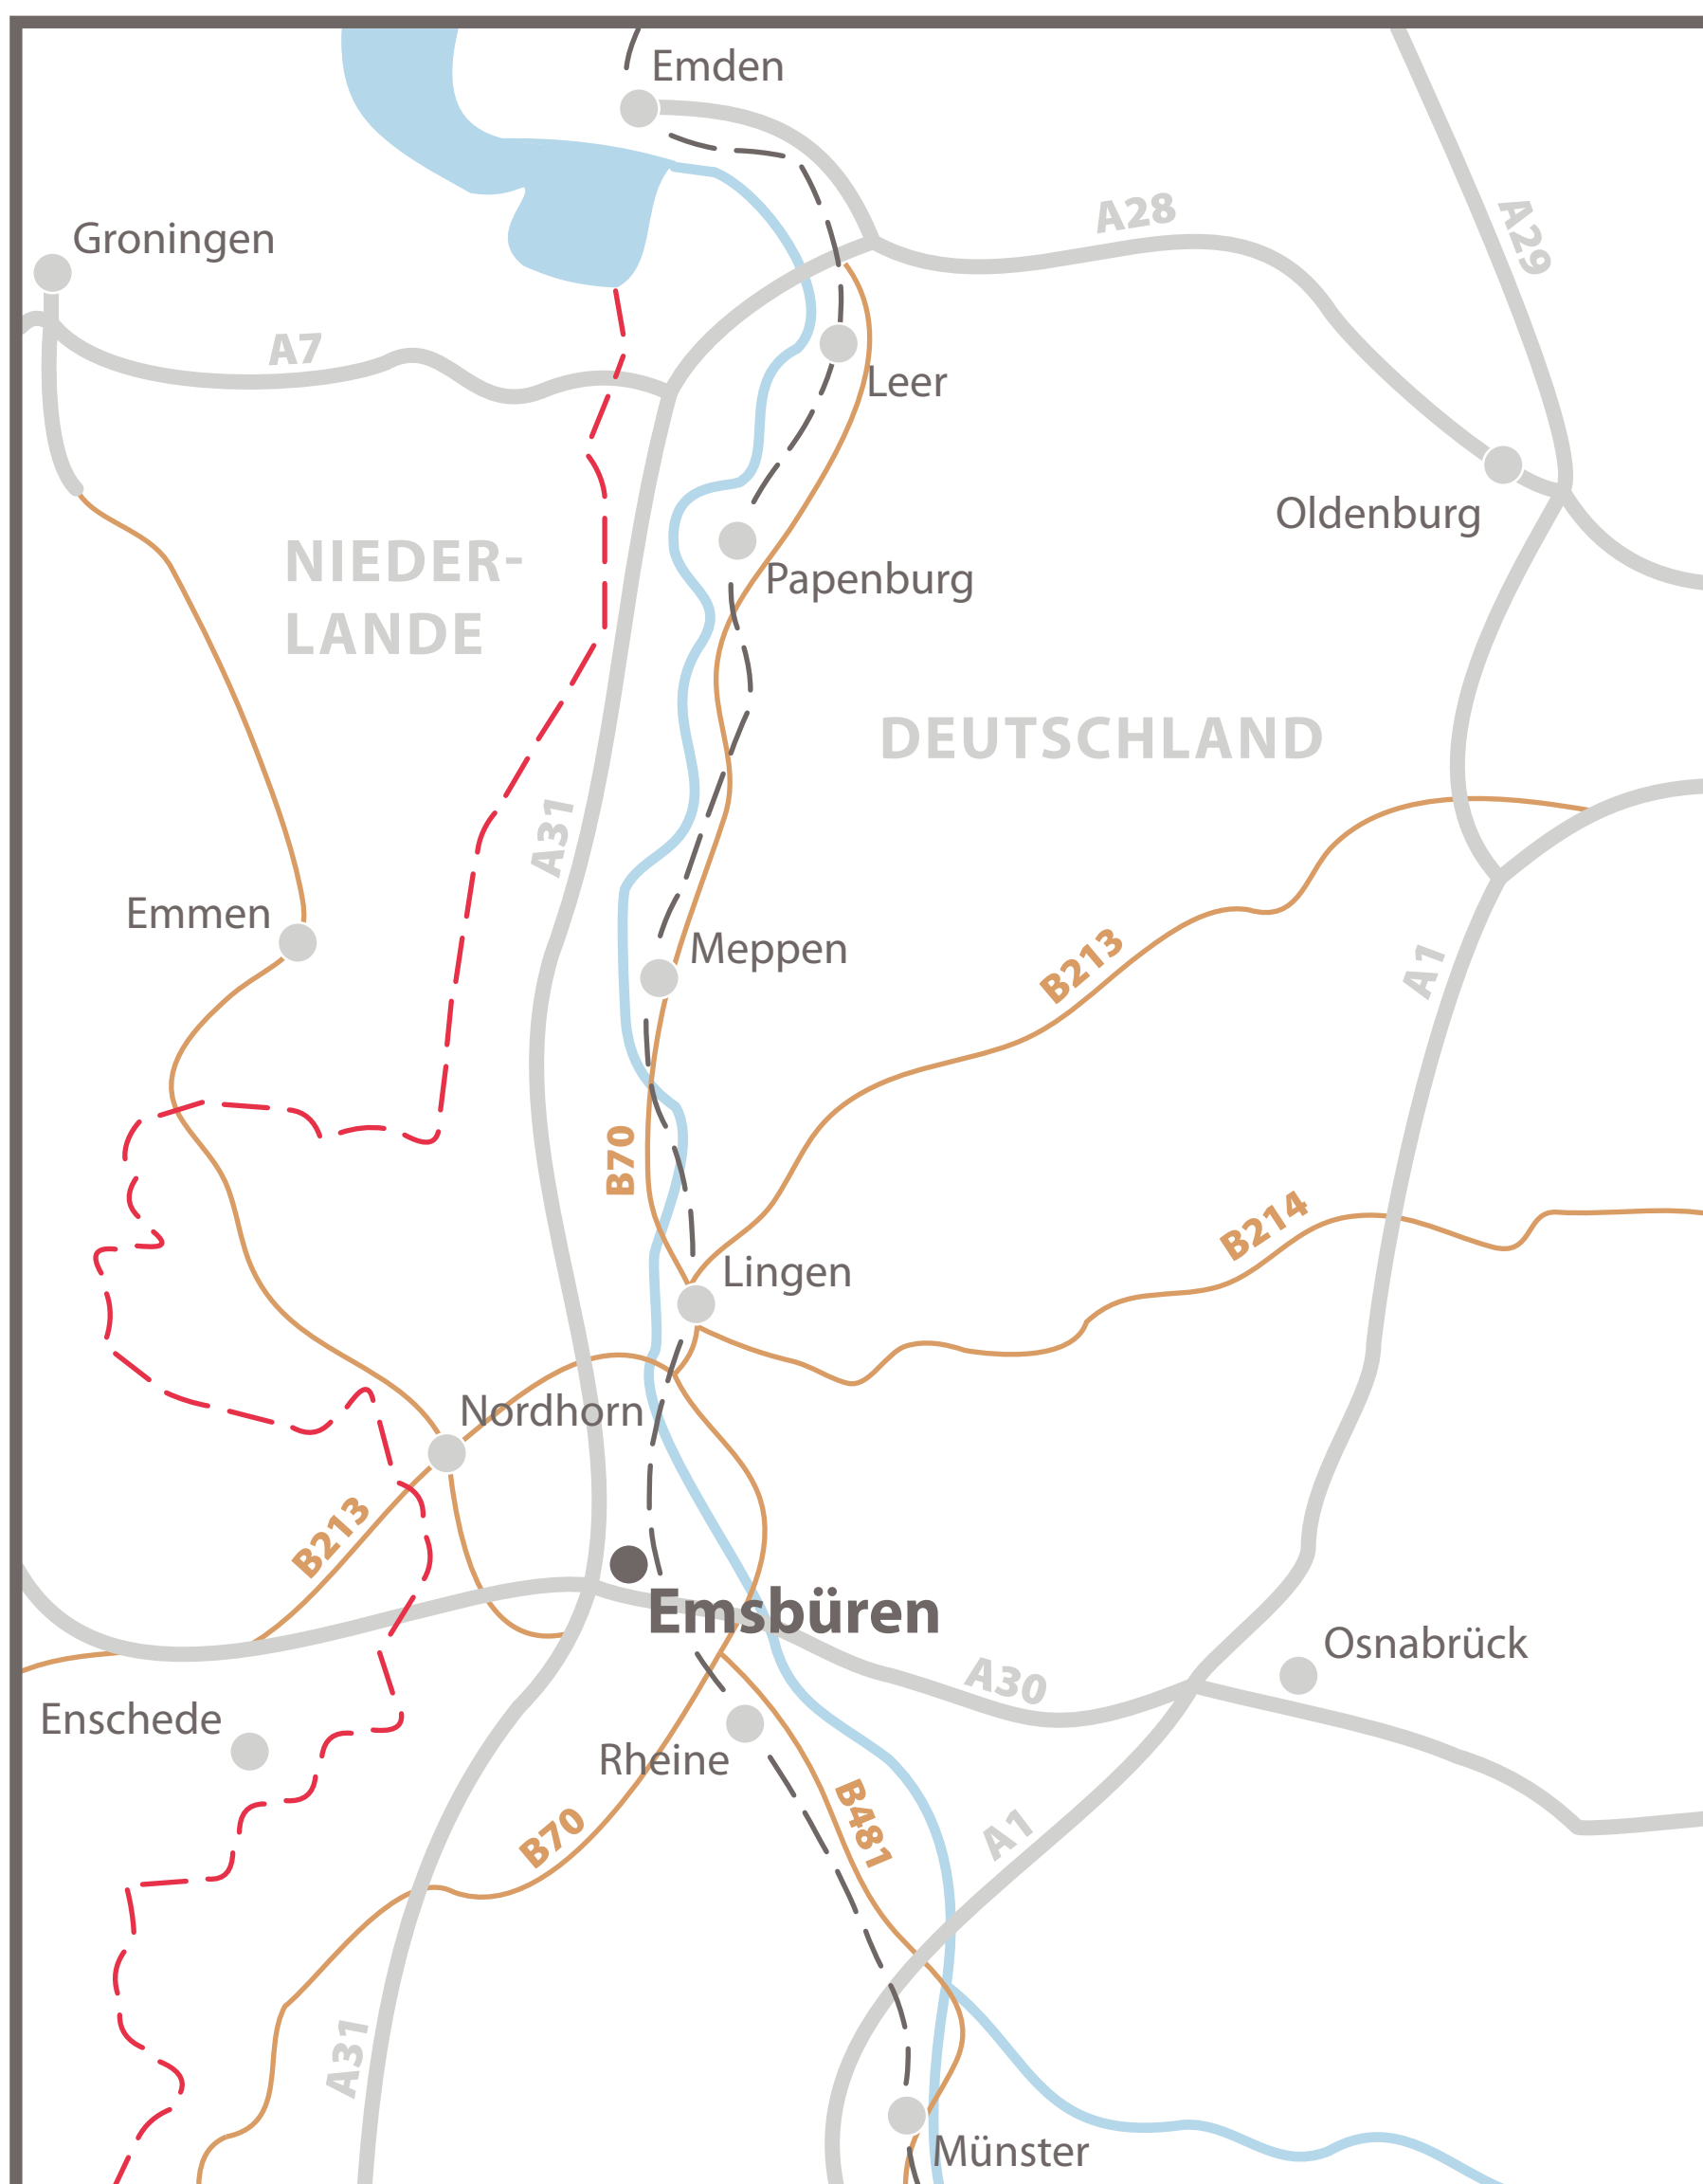 Emden
A28
A29
Groningen
A7
Leer
Oldenburg
NIEDER-
LANDE
Papenburg
DEUTSCHLAND
A31
Emmen
Meppen
B213
A1
B70
B214
Lingen
Nordhorn
B213
Emsbüren
Osnabrück
A30
Enschede
Rheine
B70
B481
A1
A31
Münster